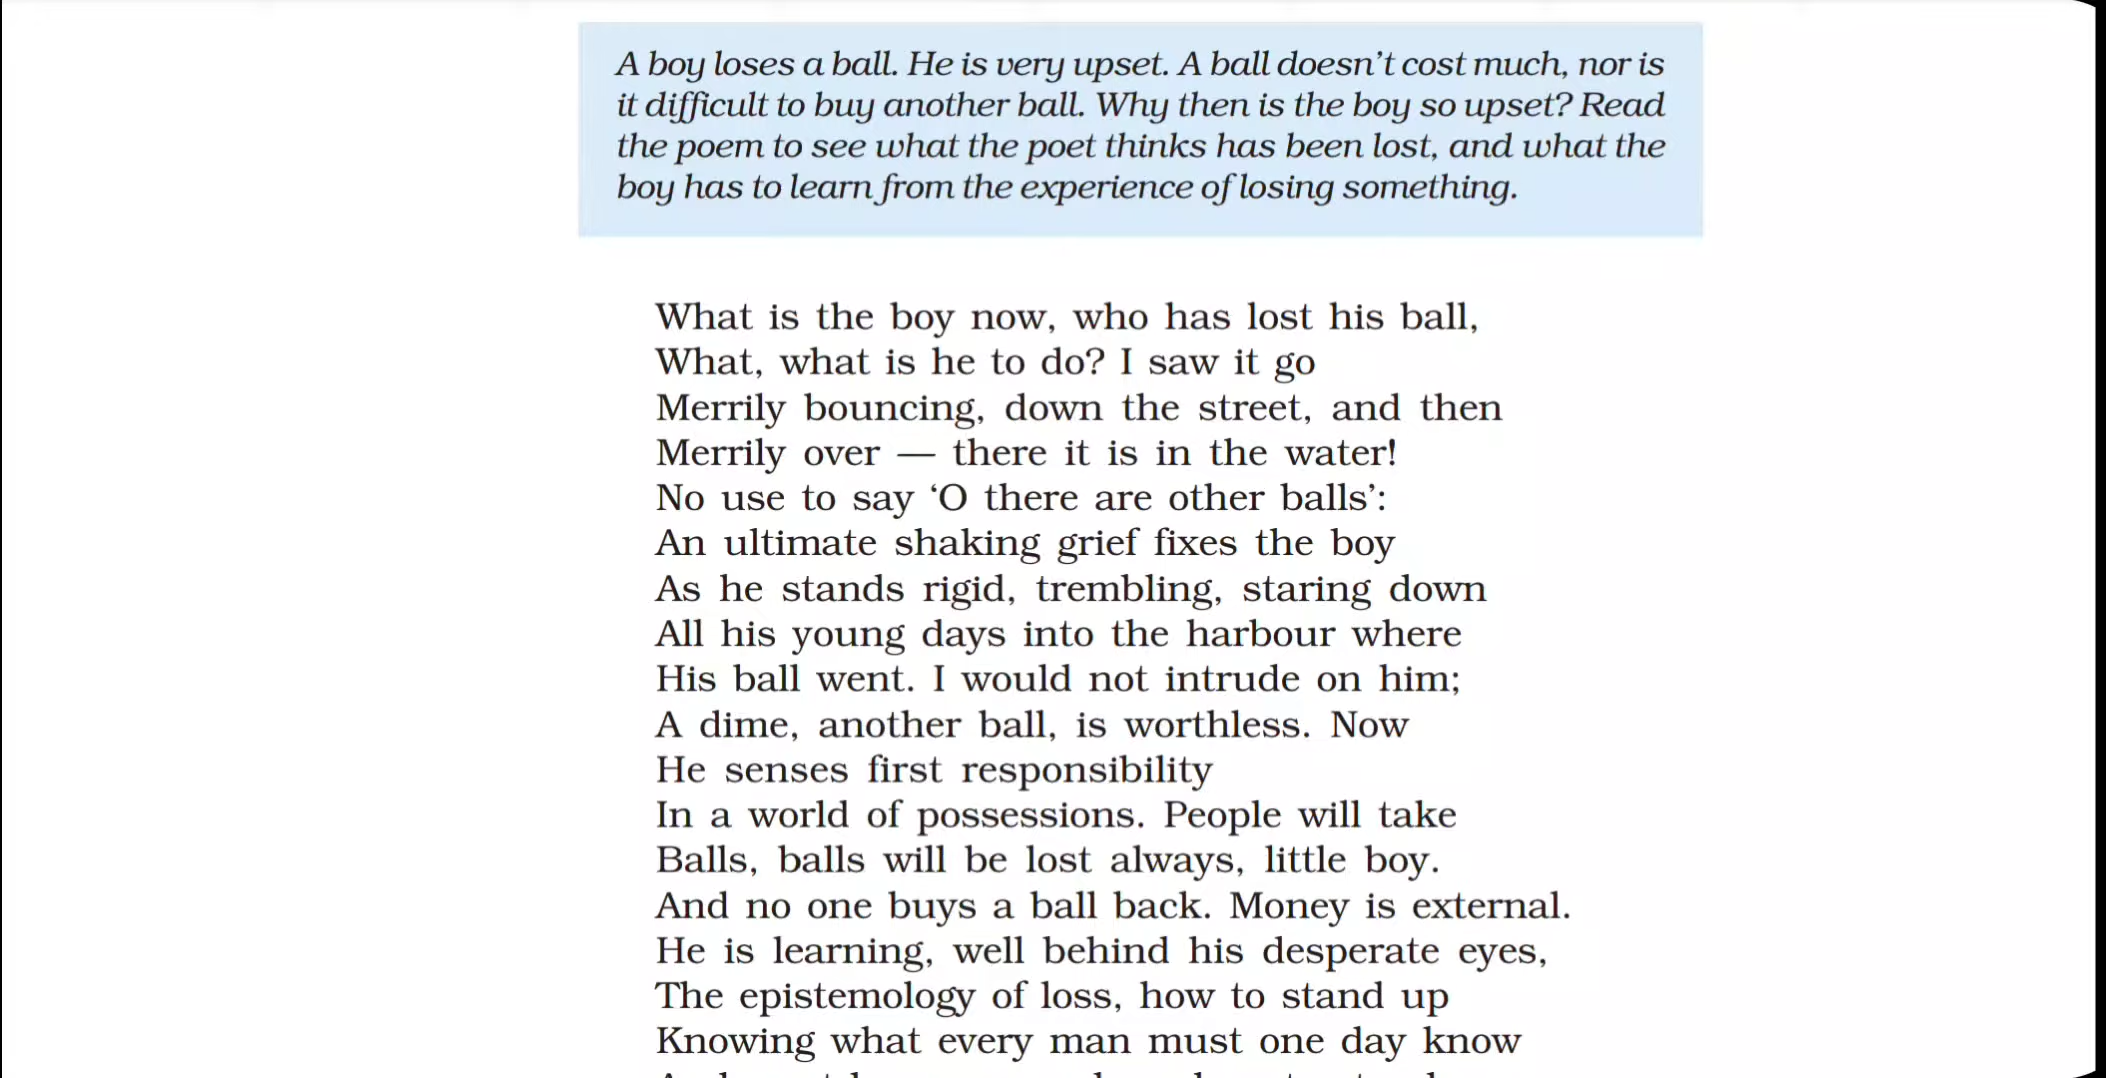 A boy loses a ball. He is very upset. A ball doesn’t cost much, nor is
it difficult to buy another ball. Why then is the boy so upset? Read
the poem to see what the poet thinks has been lost, and what the
boy has to learn from the experience of losing something.
What is the boy now, who has lost his ball,
What, what is he to do? I saw it go
Merrily bouncing, down the street, and then
Merrily over — there it is in the water!
No use to say ‘O there are other balls’:
An ultimate shaking grief fixes the boy
As he stands rigid, trembling, staring down
All his young days into the harbour where
His ball went. I would not intrude on him;
A dime, another ball, is worthless. Now
He senses first responsibility
In a world of possessions. People will take
Balls, balls will be lost always, little boy.
And no one buys a ball back. Money is external.
He is learning, well behind his desperate eyes,
The epistemology of loss, how to stand up
Knowing what every man must one day know